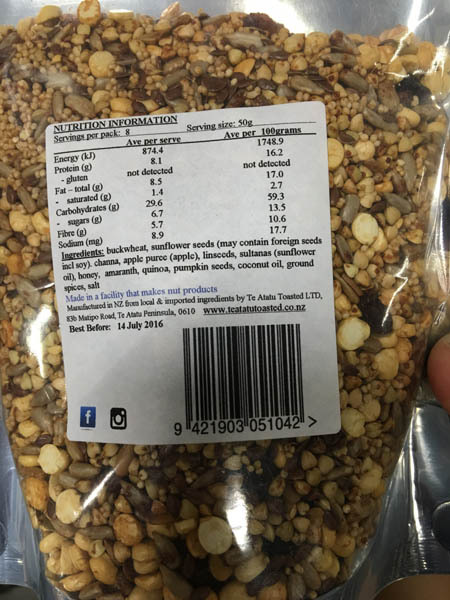 NUTRITION INFORMATION
Servings per pack: 8 Serving size: 50g
Ave per serve Ave per 100grams
Energy (kJ) 874.4 1748.9
Protein (g) 8.1 16.2
- gluten not detected not detected
Fat – total (g) 8.5 17.0
- saturated (g) 1.4 2.7
Carbohydrates (g) 29.6 59.3
- sugars (g) 6.7 13.5
Fibre (g) 5.7 10.6
Sodium (mg) 8.9 17.7
Ingredients: buckwheat, sunflower seeds (may contain foreign seeds
incl soy). channa, apple puree (apple), linseeds, sultanas (sunflower
oil), honey, amaranth, quinoa, pumpkin seeds, coconut oil, ground
spices, salt
Made in a facility that makes nut products
Manufactured in NZ from local & imported ingredients by Te Atatu Toasted LTD,
83b Matipo Road, Te Atatu Peninsula, 0610 www.teatatutoasted.co.nz
Best Before: 14 July 2016
f
9 421903 051042 >